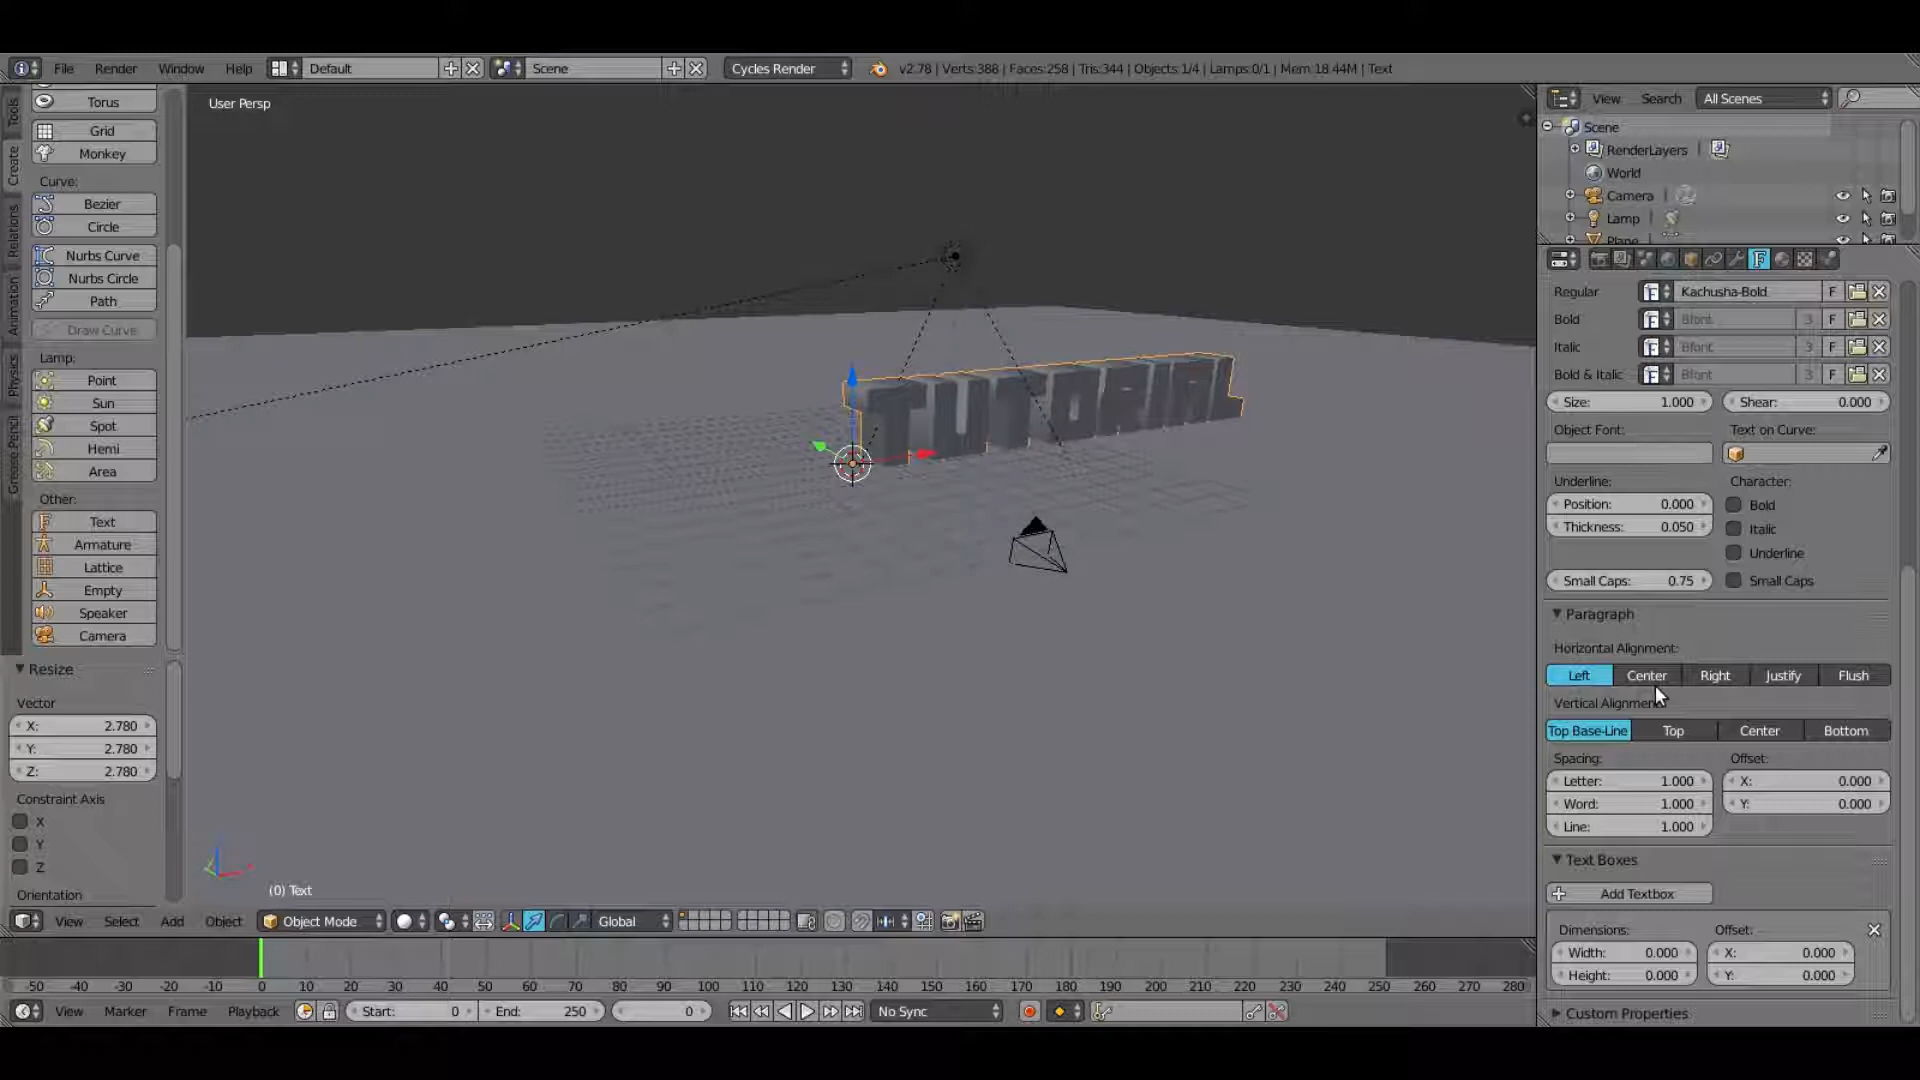 File Render Window Help Default Scene Cycles Render v2.78 | Verts:388 | Faces:258 | Tris:344 | Objects:1/4 | Lamps:0/1 | Mem:18.44M | Text
User Persp
Tools
Create
Relations
Animation
Physics
Grease Pencil
Torus
Grid
Monkey
Curve:
Bezier
Circle
Nurbs Curve
Nurbs Circle
Path
Draw Curve
Lamp:
Point
Sun
Spot
Hemi
Area
Other:
Text
Armature
Lattice
Empty
Speaker
Camera
Resize
Vector
X: 2.780
Y: 2.780
Z: 2.780
Constraint Axis
X
Y
Z
Orientation
(0) Text
View Select Add Object Object Mode Global
-50 -40 -30 -20 -10 0 10 20 30 40 50 60 70 80 90 100 110 120 130 140 150 160 170 180 190 200 210 220 230 240 250 260 270 280
View Marker Frame Playback Start: 0 End: 250 0 No Sync
View Search All Scenes
Scene
RenderLayers
World
Camera
Lamp
Plane
Regular Kachusha-Bold F
Bold Bfont 3 F
Italic Bfont 3 F
Bold & Italic Bfont 3 F
Size: 1.000 Shear: 0.000
Object Font: Text on Curve:
Underline: Character:
Position: 0.000 Bold
Thickness: 0.050 Italic
Underline
Small Caps: 0.75 Small Caps
Paragraph
Horizontal Alignment:
Left Center Right Justify Flush
Vertical Alignmen
Top Base-Line Top Center Bottom
Spacing: Offset:
Letter: 1.000 X: 0.000
Word: 1.000 Y: 0.000
Line: 1.000
Text Boxes
Add Textbox
Dimensions: Offset:
Width: 0.000 X: 0.000
Height: 0.000 Y: 0.000
Custom Properties